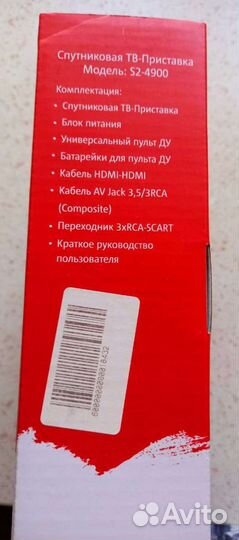 Спутниковая ТВ-Приставка
Модель: S2-4900
Комплектация:
• Спутниковая ТВ-Приставка
• Блок питания
• Универсальный пульт ДУ
• Батарейки для пульта ДУ
• Кабель HDMI-HDMI
• Кабель AV Jack 3,5/3RCA
(Composite)
• Переходник 3xRCA-SCART
• Краткое руководство
пользователя
Avito